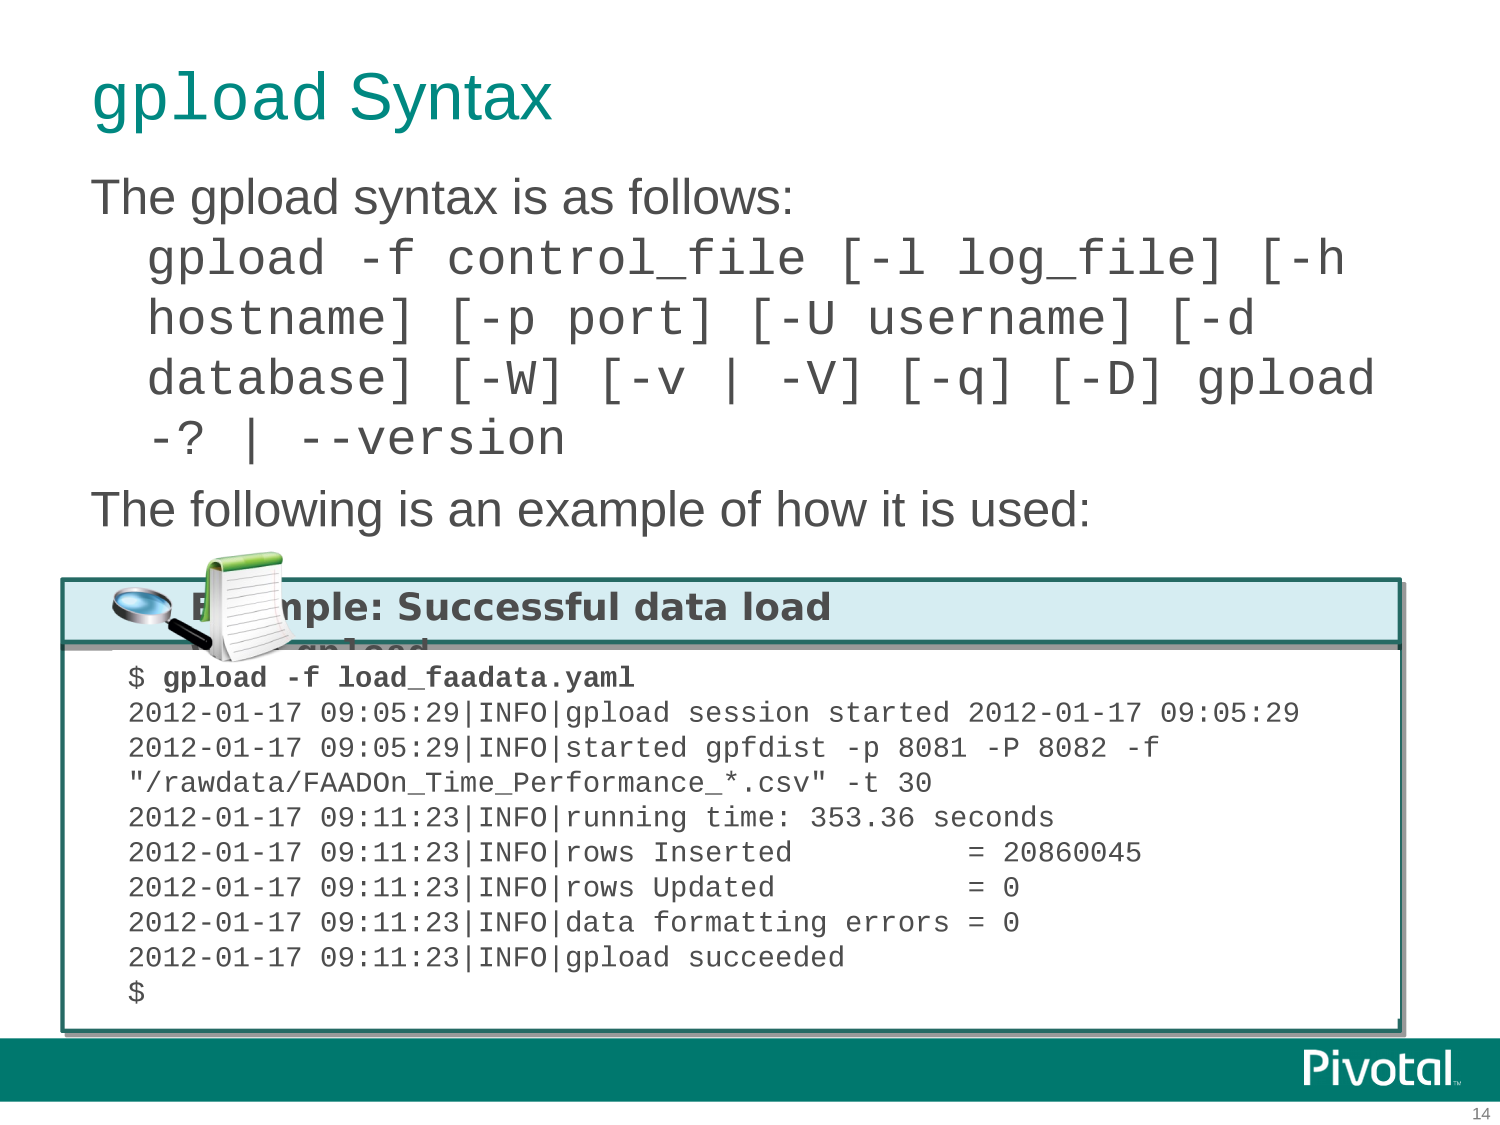 gpload Syntax
The gpload syntax is as follows:
gpload -f control_file [-l log_file] [-h
hostname] [-p port] [-U username] [-d
database] [-W] [-v | -V] [-q] [-D] gpload
-? | --version
The following is an example of how it is used:
Successful data load
$ gpload -f load_faadata.yaml
2012-01-17 09:05:29|INFO|gpload session started 2012-01-17 09:05:29
2012-01-17 09:05:29|INFO|started gpfdist -p 8081 -P 8082 -f
"/rawdata/FAADOn_Time_Performance_*.csv" -t 30
2012-01-17 09:11:23|INFO|running time: 353.36 seconds
2012-01-17 09:11:23|INFO|rows Inserted          = 20860045
2012-01-17 09:11:23|INFO|rows Updated           = 0
2012-01-17 09:11:23|INFO|data formatting errors = 0
2012-01-17 09:11:23|INFO|gpload succeeded
$
Pivotal™
14